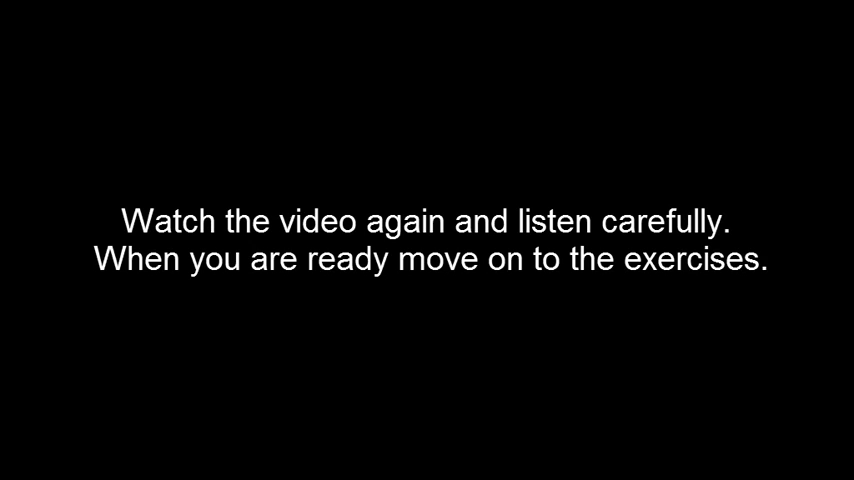 Watch the video again and listen carefully.
When you are ready move on to the exercises.